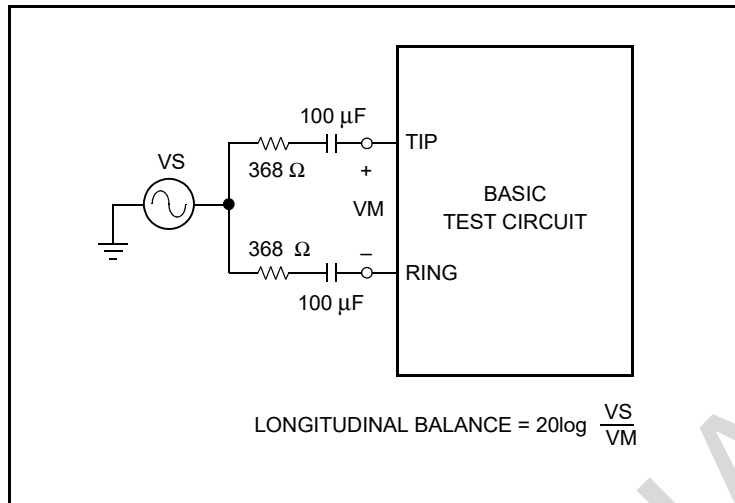 100 μF
TIP
VS
368 Ω
+
VM
BASIC
TEST CIRCUIT
368 Ω
–
RING
100 μF
LONGITUDINAL BALANCE = 20log VS/VM